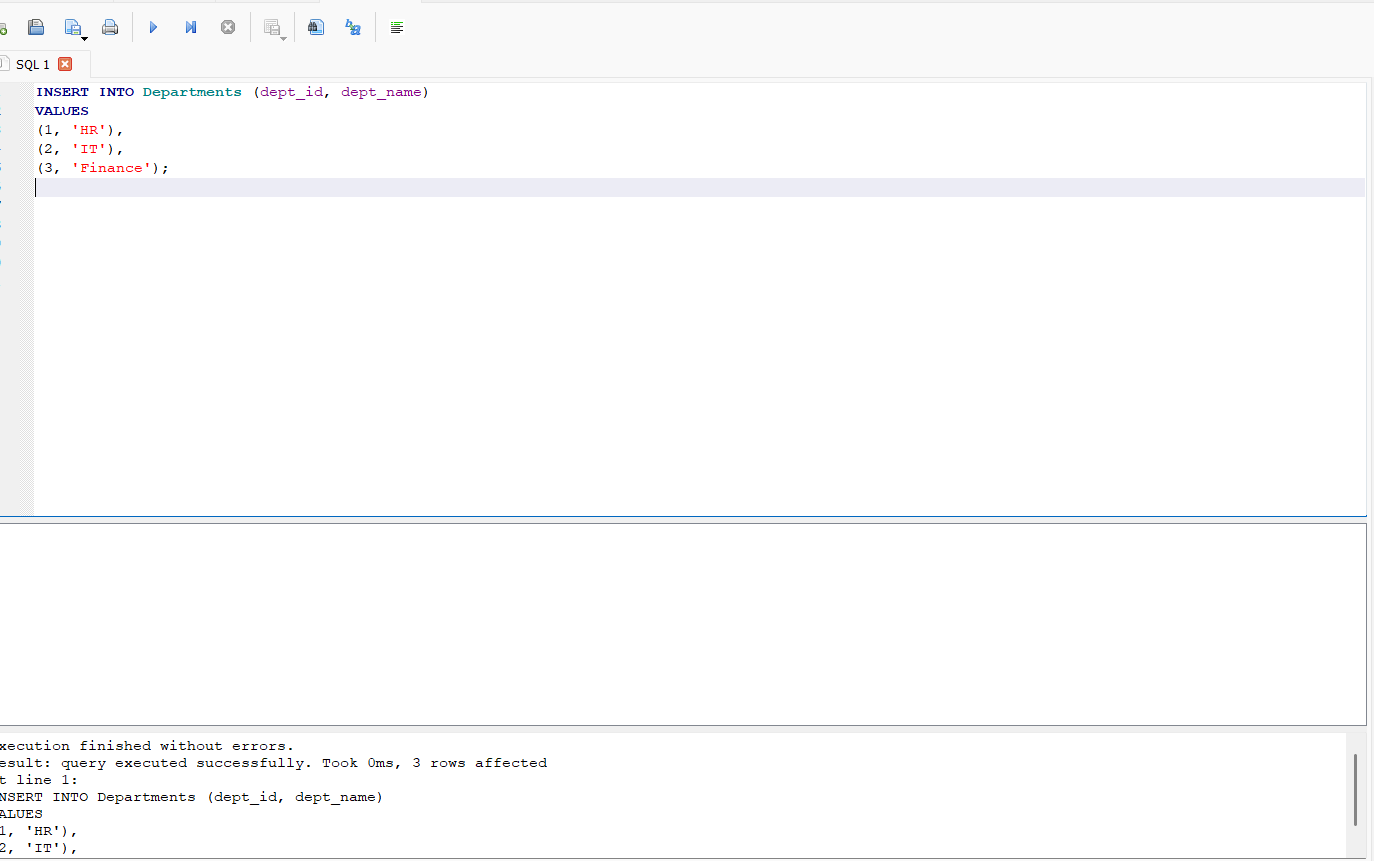 SQL 1
INSERT INTO Departments (dept_id, dept_name)
VALUES
(1, 'HR'),
(2, 'IT'),
(3, 'Finance');
xecution finished without errors.
esult: query executed successfully. Took 0ms, 3 rows affected
t line 1:
NSERT INTO Departments (dept_id, dept_name)
ALUES
1, 'HR'),
2, 'IT'),